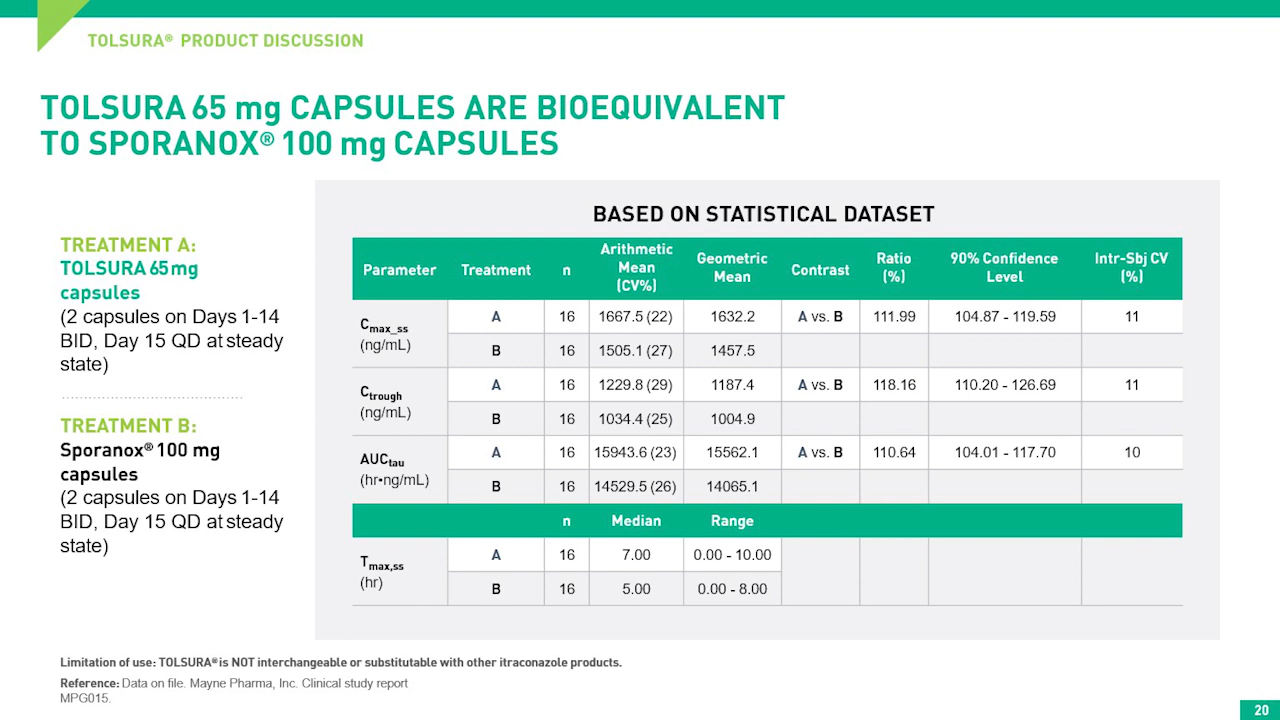 TOLSURA® PRODUCT DISCUSSION
TOLSURA 65 mg CAPSULES ARE BIOEQUIVALENT
TO SPORANOX® 100 mg CAPSULES
TREATMENT A:
TOLSURA 65 mg
capsules
(2 capsules on Days 1-14
BID, Day 15 QD at steady
state)
TREATMENT B:
Sporanox® 100 mg
capsules
(2 capsules on Days 1-14
BID, Day 15 QD at steady
state)
BASED ON STATISTICAL DATASET
Parameter Treatment n Arithmetic Mean (CV%) Geometric Mean Contrast Ratio (%) 90% Confidence Level Intr-Sbj CV (%)
Cmax_ss (ng/mL) A 16 1667.5 (22) 1632.2 A vs. B 111.99 104.87 - 119.59 11
B 16 1505.1 (27) 1457.5
Ctrough (ng/mL) A 16 1229.8 (29) 1187.4 A vs. B 118.16 110.20 - 126.69 11
B 16 1034.4 (25) 1004.9
AUCtau (hr•ng/mL) A 16 15943.6 (23) 15562.1 A vs. B 110.64 104.01 - 117.70 10
B 16 14529.5 (26) 14065.1
n Median Range
Tmax,ss (hr) A 16 7.00 0.00 - 10.00
B 16 5.00 0.00 - 8.00
Limitation of use: TOLSURA® is NOT interchangeable or substitutable with other itraconazole products.
Reference: Data on file. Mayne Pharma, Inc. Clinical study report
MPG015.
20